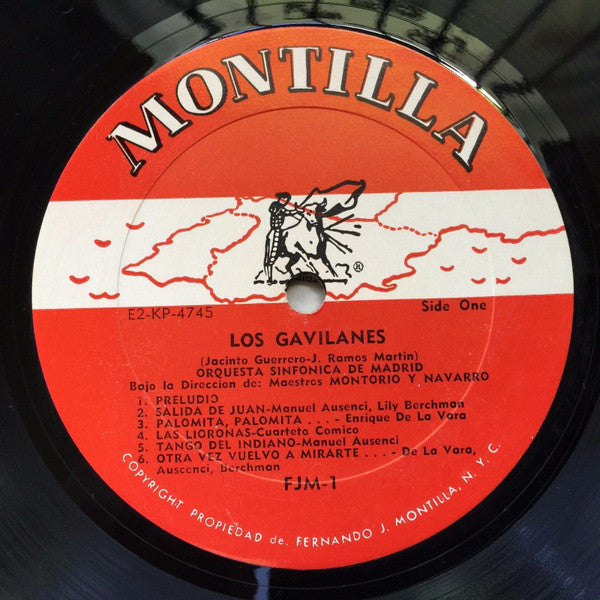 MONTILLA
®
E2-KP-4745
Side One
LOS GAVILANES
(Jacinto Guerrero-J. Ramos Martin)
ORQUESTA SINFONICA DE MADRID
Bajo la Direccion de: Maestros MONTORIO Y NAVARRO
1. PRELUDIO
2. SALIDA DE JUAN-Manuel Ausenci, Lily Berchman
3. PALOMITA, PALOMITA . . . - Enrique De La Vara
4. LAS LIORONAS-Cuarteto Comico
5. TANGO DEL INDIANO-Manuel Ausenci
6. OTRA VEZ VUELVO A MIRARTE . . . .- De La Vara,
Auscenci, Berchman
FJM-1
COPYRIGHT PROPIEDAD de. FERNANDO J. MONTILLA, N. Y. C.